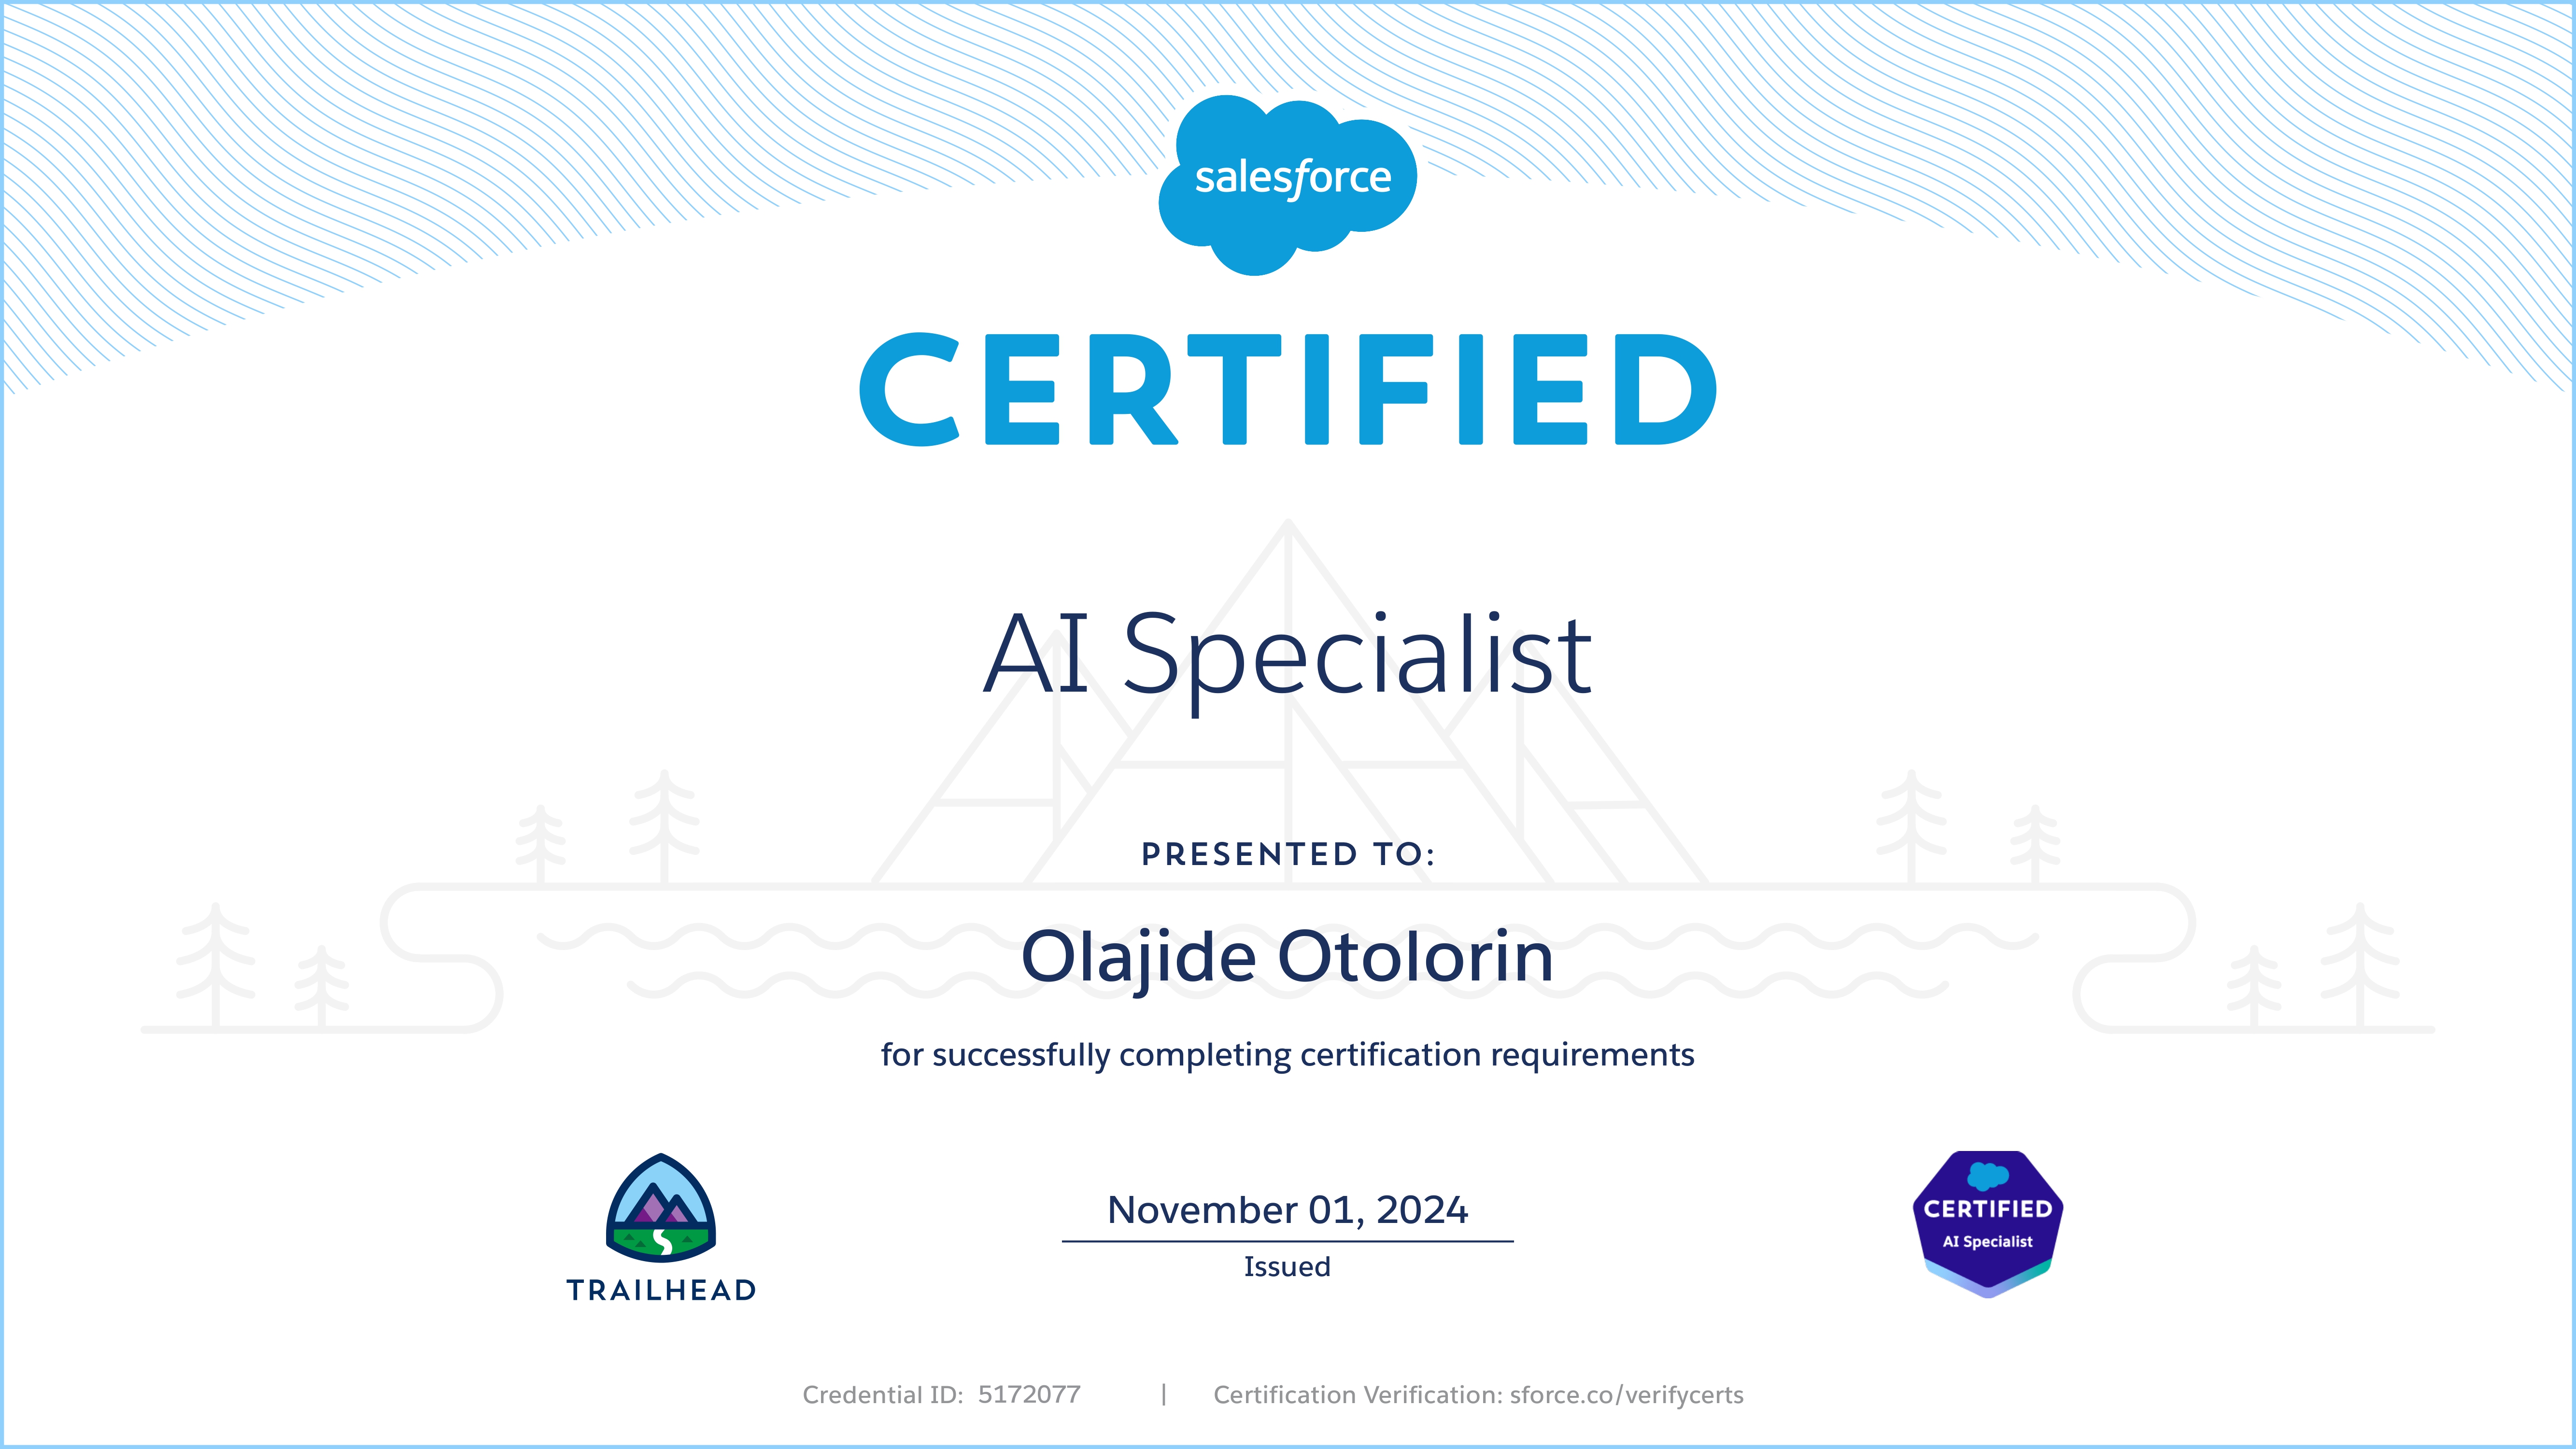 salesforce
CERTIFIED
AI Specialist
PRESENTED TO:
Olajide Otolorin
for successfully completing certification requirements
TRAILHEAD
November 01, 2024
Issued
CERTIFIED
AI Specialist
Credential ID: 5172077 | Certification Verification: sforce.co/verifycerts